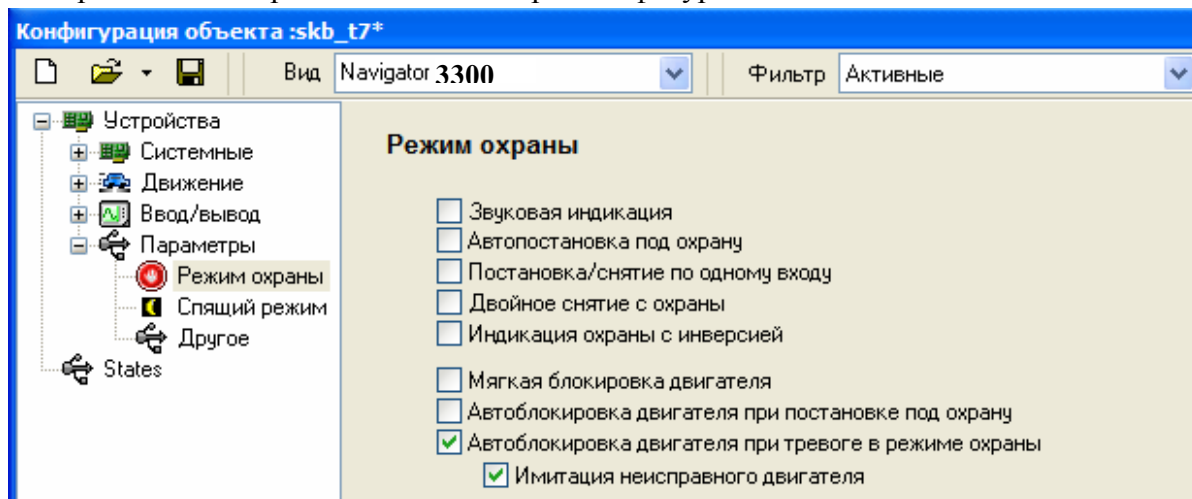 Конфигурация объекта :skb_t7*
Вид Navigator 3300 Фильтр Активные
Устройства
Системные
Движение
Ввод/вывод
Параметры
Режим охраны
Спящий режим
Другое
States
Режим охраны
Звуковая индикация
Автопостановка под охрану
Постановка/снятие по одному входу
Двойное снятие с охраны
Индикация охраны с инверсией
Мягкая блокировка двигателя
Автоблокировка двигателя при постановке под охрану
Автоблокировка двигателя при тревоге в режиме охраны
Имитация неисправного двигателя